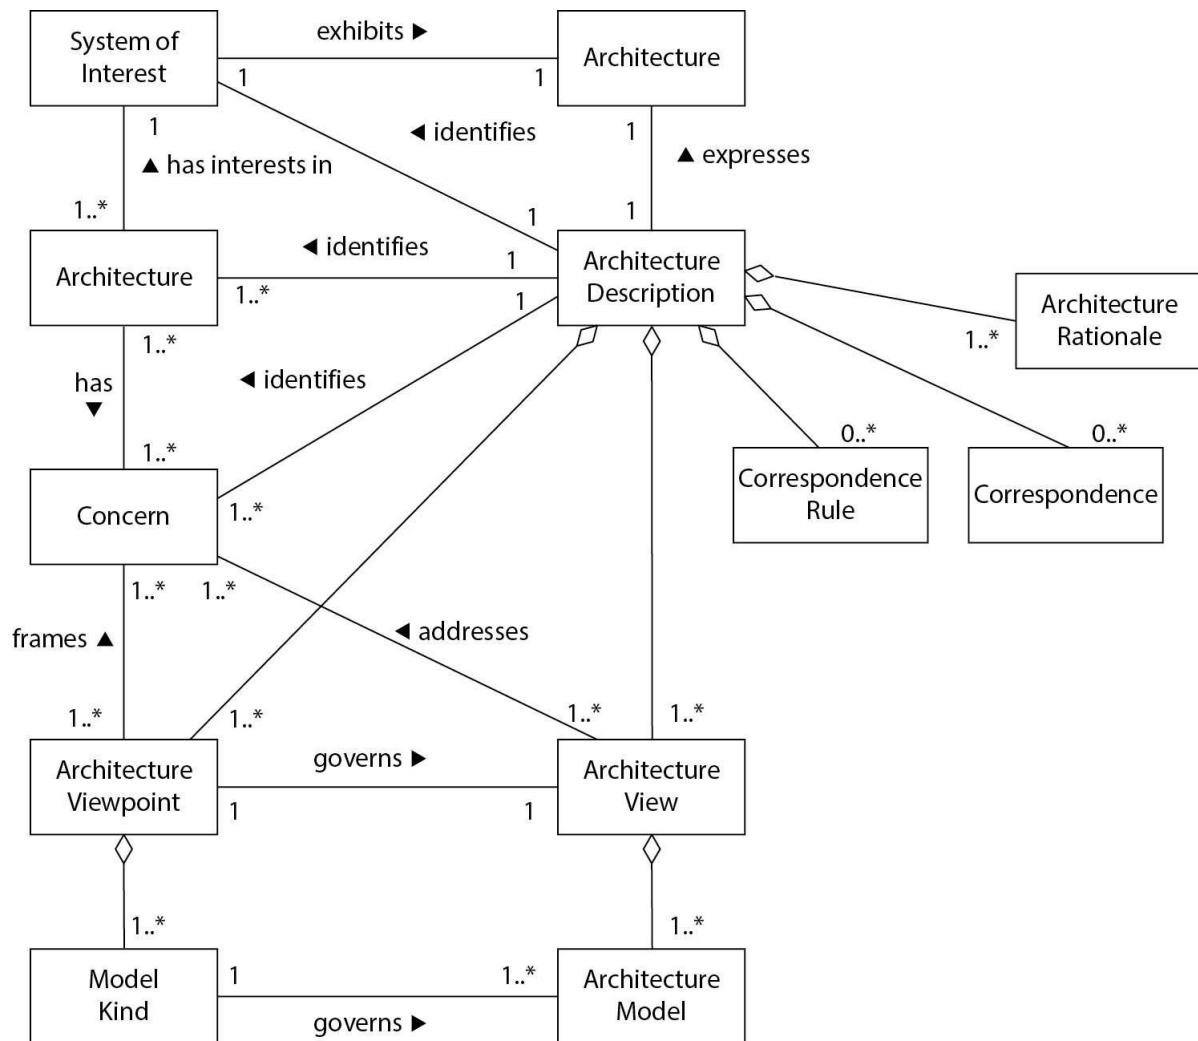 System of
Interest
exhibits ►
Architecture
1
1
1
◄ identifies
1
▲ has interests in
▲ expresses
1..*
1
1
Architecture
◄ identifies
1
Architecture
Description
1..*
1
Architecture
Rationale
1..*
1..*
has
▼
◄ identifies
1..*
0..*
0..*
Concern
1..*
Correspondence
Rule
Correspondence
1..*
1..*
frames ▲
◄ addresses
1..*
1..*
1..*
1..*
Architecture
Viewpoint
governs ►
Architecture
View
1
1
1..*
1..*
Model
Kind
1
1..*
Architecture
Model
governs ►